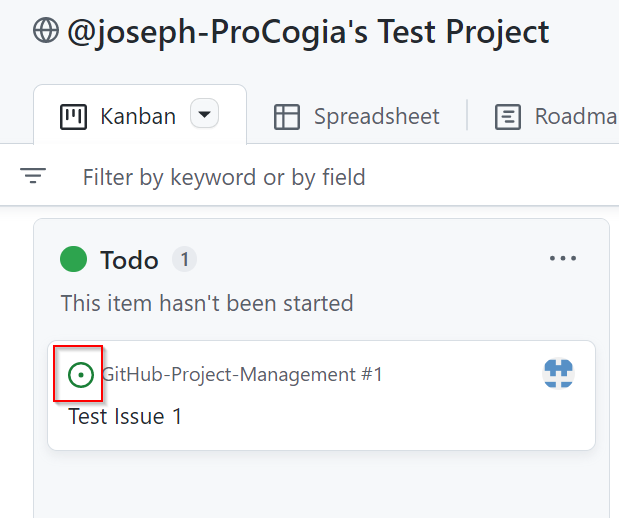 @joseph-ProCogia's Test Project
Kanban Spreadsheet Roadma
Filter by keyword or by field
Todo 1
This item hasn't been started
GitHub-Project-Management #1
Test Issue 1